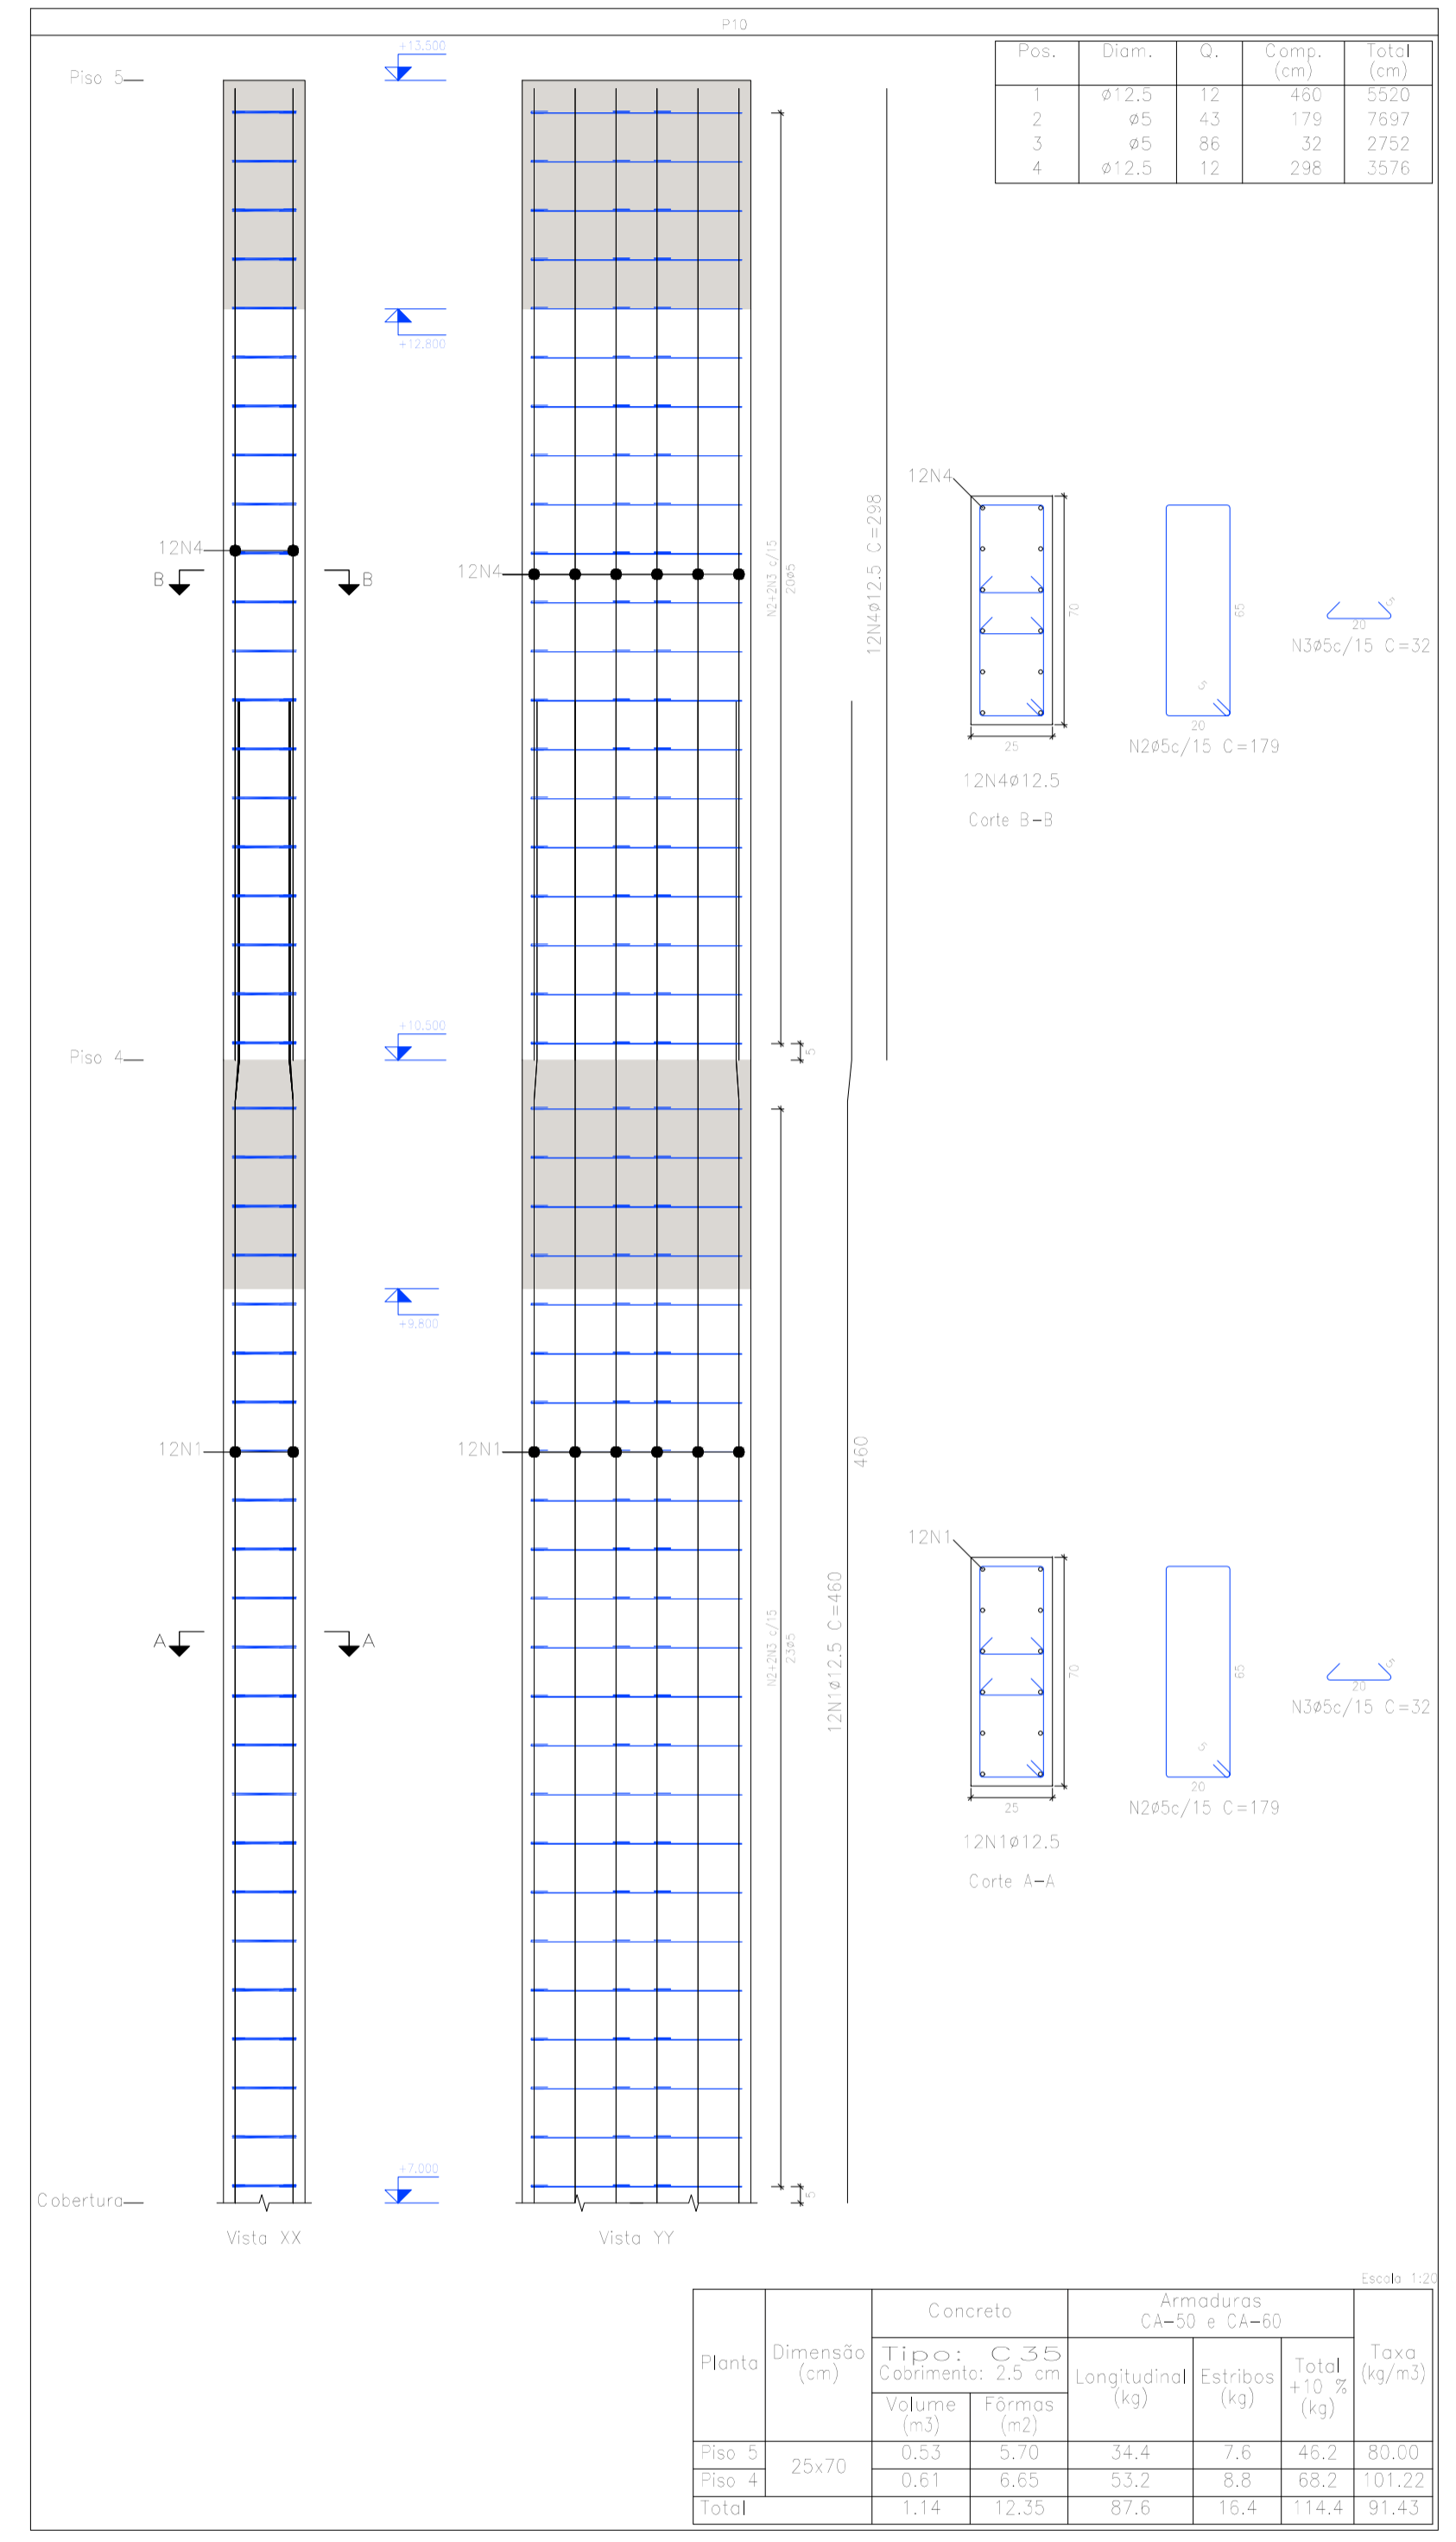 P10
Pos. Diam. Q. Comp. (cm) Total (cm)
1 ø12.5 12 460 5520
2 ø5 43 179 7697
3 ø5 86 32 2752
4 ø12.5 12 298 3576
Piso 5
+13.500
+12.800
12N4
B B
12N4
N2+2N3 c/15
20ø5
12N4ø12.5 C=298
12N4
70
25
12N4ø12.5
Corte B-B
65
5
20
N2ø5c/15 C=179
5
20
N3ø5c/15 C=32
Piso 4
+10.500
5
+9.800
12N1
12N1
460
A A
N2+2N3 c/15
23ø5
12N1ø12.5 C=460
12N1
70
25
12N1ø12.5
Corte A-A
65
5
20
N2ø5c/15 C=179
5
20
N3ø5c/15 C=32
Cobertura
+7.000
5
Vista XX
Vista YY
Escala 1:20
Planta
Dimensão (cm)
Concreto
Tipo: C35
Cobrimento: 2.5 cm
Volume (m3)
Fôrmas (m2)
Armaduras
CA-50 e CA-60
Longitudinal (kg)
Estribos (kg)
Total +10 % (kg)
Taxa (kg/m3)
Piso 5 25x70 0.53 5.70 34.4 7.6 46.2 80.00
Piso 4 0.61 6.65 53.2 8.8 68.2 101.22
Total 1.14 12.35 87.6 16.4 114.4 91.43